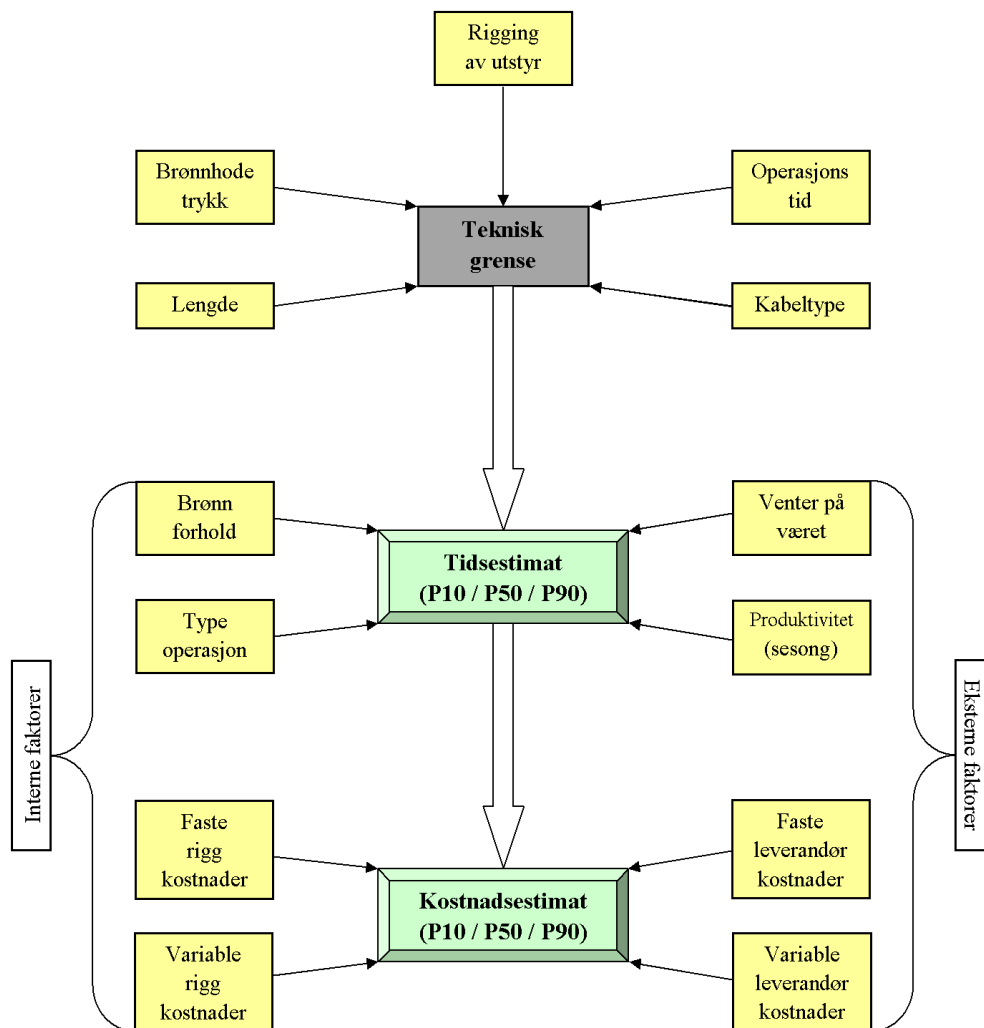 Rigging
av utstyr
Brønnhode
trykk
Operasjons
tid
Teknisk
grense
Lengde
Kabeltype
Brønn
forhold
Venter på
været
Tidsestimat
(P10 / P50 / P90)
Type
operasjon
Produktivitet
(sesong)
Interne faktorer
Eksterne faktorer
Faste
rigg
kostnader
Faste
leverandør
kostnader
Kostnadsestimat
(P10 / P50 / P90)
Variable
rigg
kostnader
Variable
leverandør
kostnader